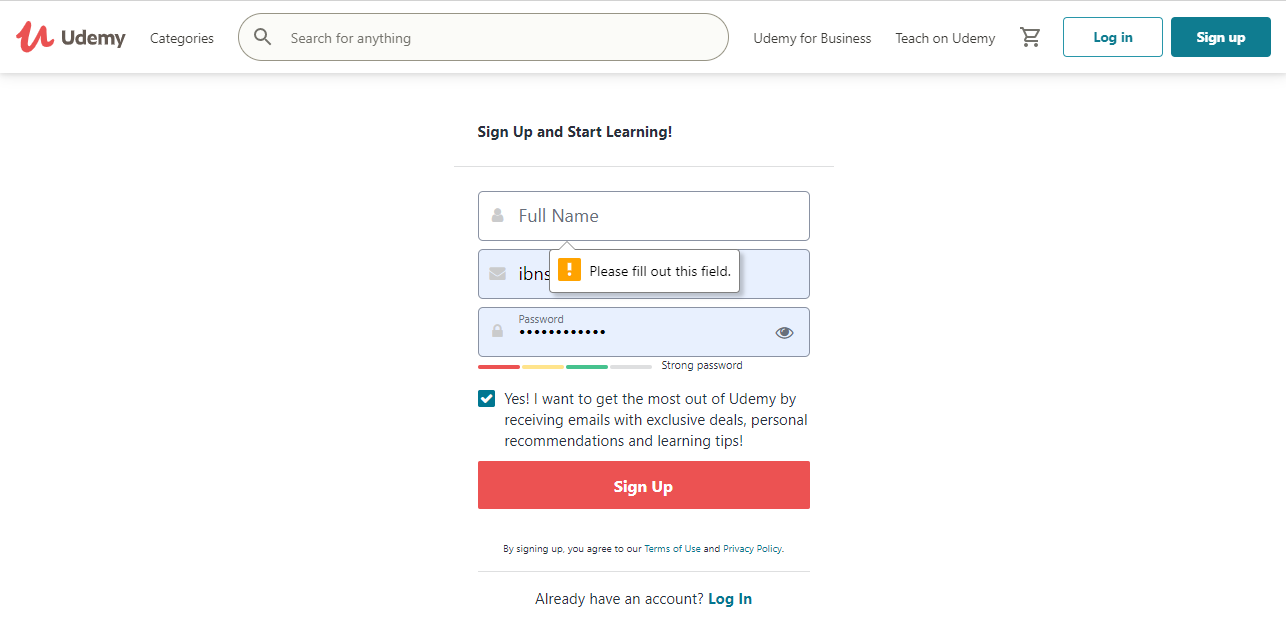 Udemy
Categories
Search for anything
Udemy for Business
Teach on Udemy
Log in
Sign up
Sign Up and Start Learning!
Full Name
ibns
Please fill out this field.
Password
Strong password
Yes! I want to get the most out of Udemy by
receiving emails with exclusive deals, personal
recommendations and learning tips!
Sign Up
By signing up, you agree to our Terms of Use and Privacy Policy.
Already have an account? Log In